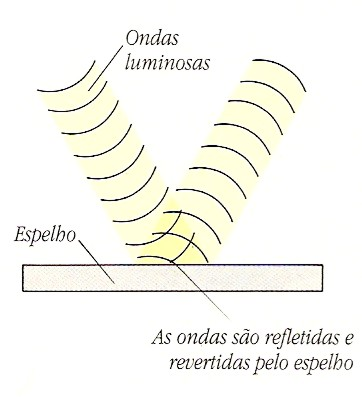 Ondas
luminosas
Espelho
As ondas são refletidas e
revertidas pelo espelho